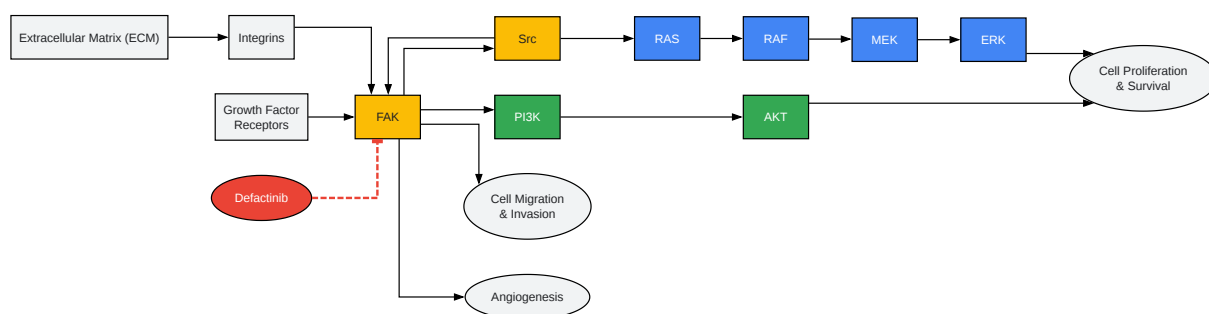 Extracellular Matrix (ECM)
Integrins
Src
RAS
RAF
MEK
ERK
Cell Proliferation
& Survival
Growth Factor
Receptors
FAK
PI3K
AKT
Defactinib
Cell Migration
& Invasion
Angiogenesis